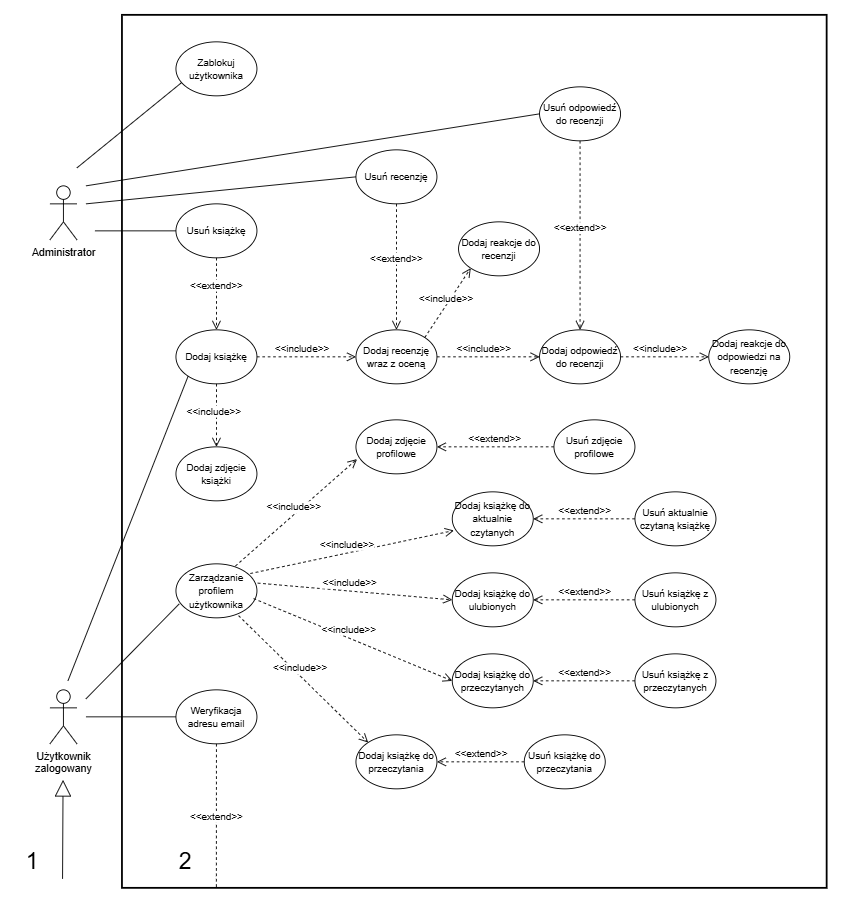 Zablokuj
użytkownika
Usuń odpowiedź
do recenzji
Usuń recenzję
Administrator
Usuń książkę
<<extend>>
Dodaj reakcje do
recenzji
<<extend>>
<<extend>>
<<include>>
Dodaj książkę
<<include>>
Dodaj recenzję
wraz z oceną
<<include>>
Dodaj odpowiedź
do recenzji
<<include>>
Dodaj reakcje do
odpowiedzi na
recenzję
<<include>>
Dodaj zdjęcie
książki
Dodaj zdjęcie
profilowe
<<extend>>
Usuń zdjęcie
profilowe
<<include>>
Dodaj książkę do
aktualnie
czytanych
<<extend>>
Usuń aktualnie
czytaną książkę
<<include>>
Zarządzanie
profilem
użytkownika
<<include>>
Dodaj książkę do
ulubionych
<<extend>>
Usuń książkę z
ulubionych
<<include>>
Dodaj książkę do
przeczytanych
<<extend>>
Usuń książkę z
przeczytanych
<<include>>
Weryfikacja
adresu email
Użytkownik
zalogowany
Dodaj książkę do
przeczytania
<<extend>>
Usuń książkę do
przeczytania
<<extend>>
1
2